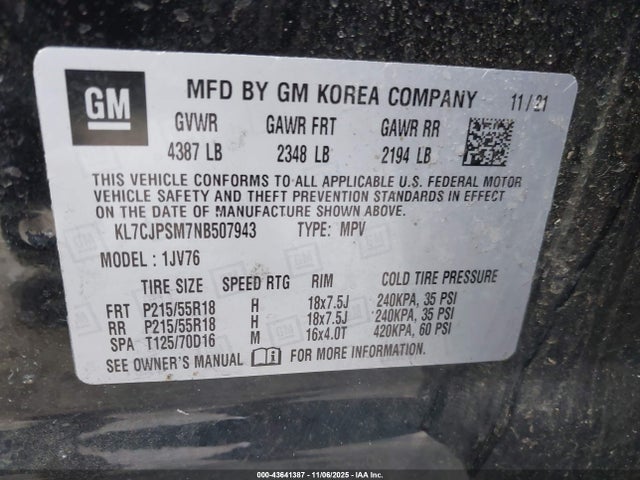 GM
MFD BY GM KOREA COMPANY 11/21
GVWR GAWR FRT GAWR RR
4387 LB 2348 LB 2194 LB
THIS VEHICLE CONFORMS TO ALL APPLICABLE U.S. FEDERAL MOTOR
VEHICLE SAFETY AND THEFT PREVENTION STANDARDS IN EFFECT
ON THE DATE OF MANUFACTURE SHOWN ABOVE.
KL7CJPSM7NB507943 TYPE: MPV
MODEL : 1JV76
TIRE SIZE SPEED RTG RIM COLD TIRE PRESSURE
FRT P215/55R18 H 18x7.5J 240KPA, 35 PSI
RR P215/55R18 H 18x7.5J 240KPA, 35 PSI
SPA T125/70D16 M 16x4.0T 420KPA, 60 PSI
SEE OWNER'S MANUAL FOR MORE INFORMATION.
000-43641387 - 11/06/2025 - IAA Inc.